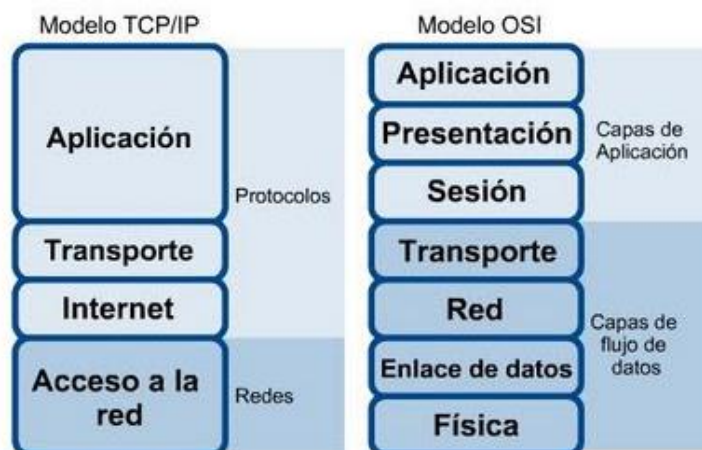 Modelo TCP/IP
Aplicación
Transporte
Internet
Acceso a la
red
Protocolos
Redes
Modelo OSI
Aplicación
Presentación
Sesión
Transporte
Red
Enlace de datos
Física
Capas de
Aplicación
Capas de
flujo de
datos